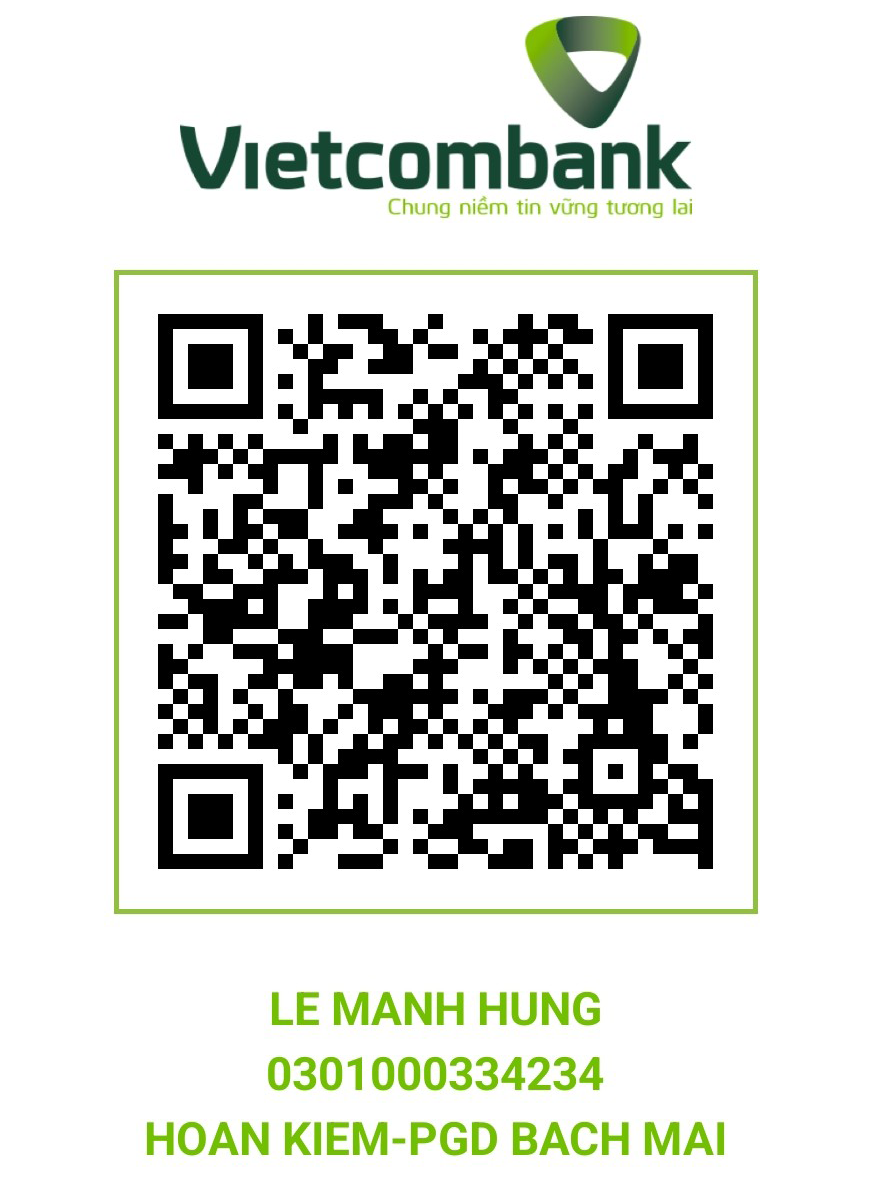 Vietcombank
Chung niềm tin vững tương lai
LE MANH HUNG
0301000334234
HOAN KIEM-PGD BACH MAI